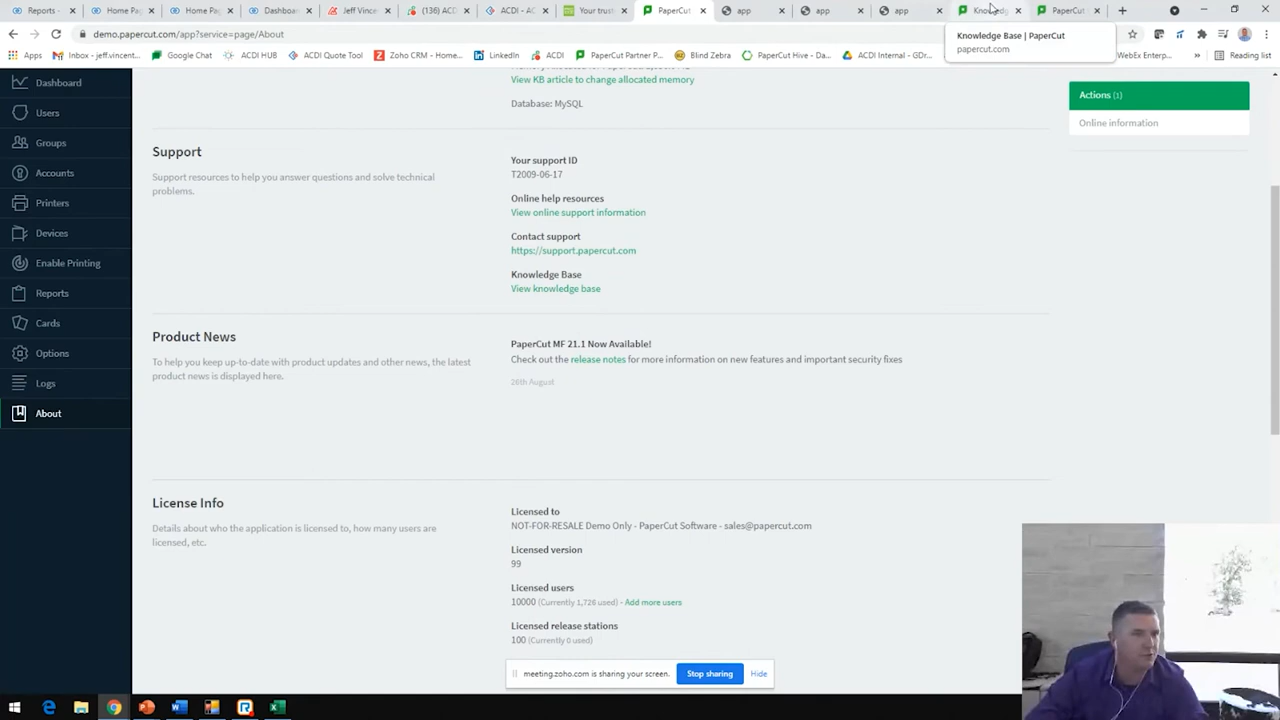 Reports -
Home Pag
Home Pag
Dashboa
Jeff Vince
(136) ACD
ACDI - AC
Your trust
PaperCut
app
app
app
Knowledg
PaperCut
demo.papercut.com/app?service=page/About
Knowledge Base | PaperCut
papercut.com
Apps
Inbox - jeff.vincent...
Google Chat
ACDI HUB
ACDI Quote Tool
Zoho CRM - Home...
LinkedIn
ACDI
PaperCut Partner P...
Blind Zebra
PaperCut Hive - Da...
ACDI Internal - GDr...
WebEx Enterp...
Reading list
Dashboard
Users
Groups
Accounts
Printers
Devices
Enable Printing
Reports
Cards
Options
Logs
About
View KB article to change allocated memory
Database: MySQL
Actions (1)
Online information
Support
Support resources to help you answer questions and solve technical
problems.
Your support ID
T2009-06-17
Online help resources
View online support information
Contact support
https://support.papercut.com
Knowledge Base
View knowledge base
Product News
To help you keep up-to-date with product updates and other news, the latest
product news is displayed here.
PaperCut MF 21.1 Now Available!
Check out the release notes for more information on new features and important security fixes
26th August
License Info
Details about who the application is licensed to, how many users are
licensed, etc.
Licensed to
NOT-FOR-RESALE Demo Only - PaperCut Software - sales@papercut.com
Licensed version
99
Licensed users
10000 (Currently 1,726 used) - Add more users
Licensed release stations
100 (Currently 0 used)
meeting.zoho.com is sharing your screen.
Stop sharing
Hide